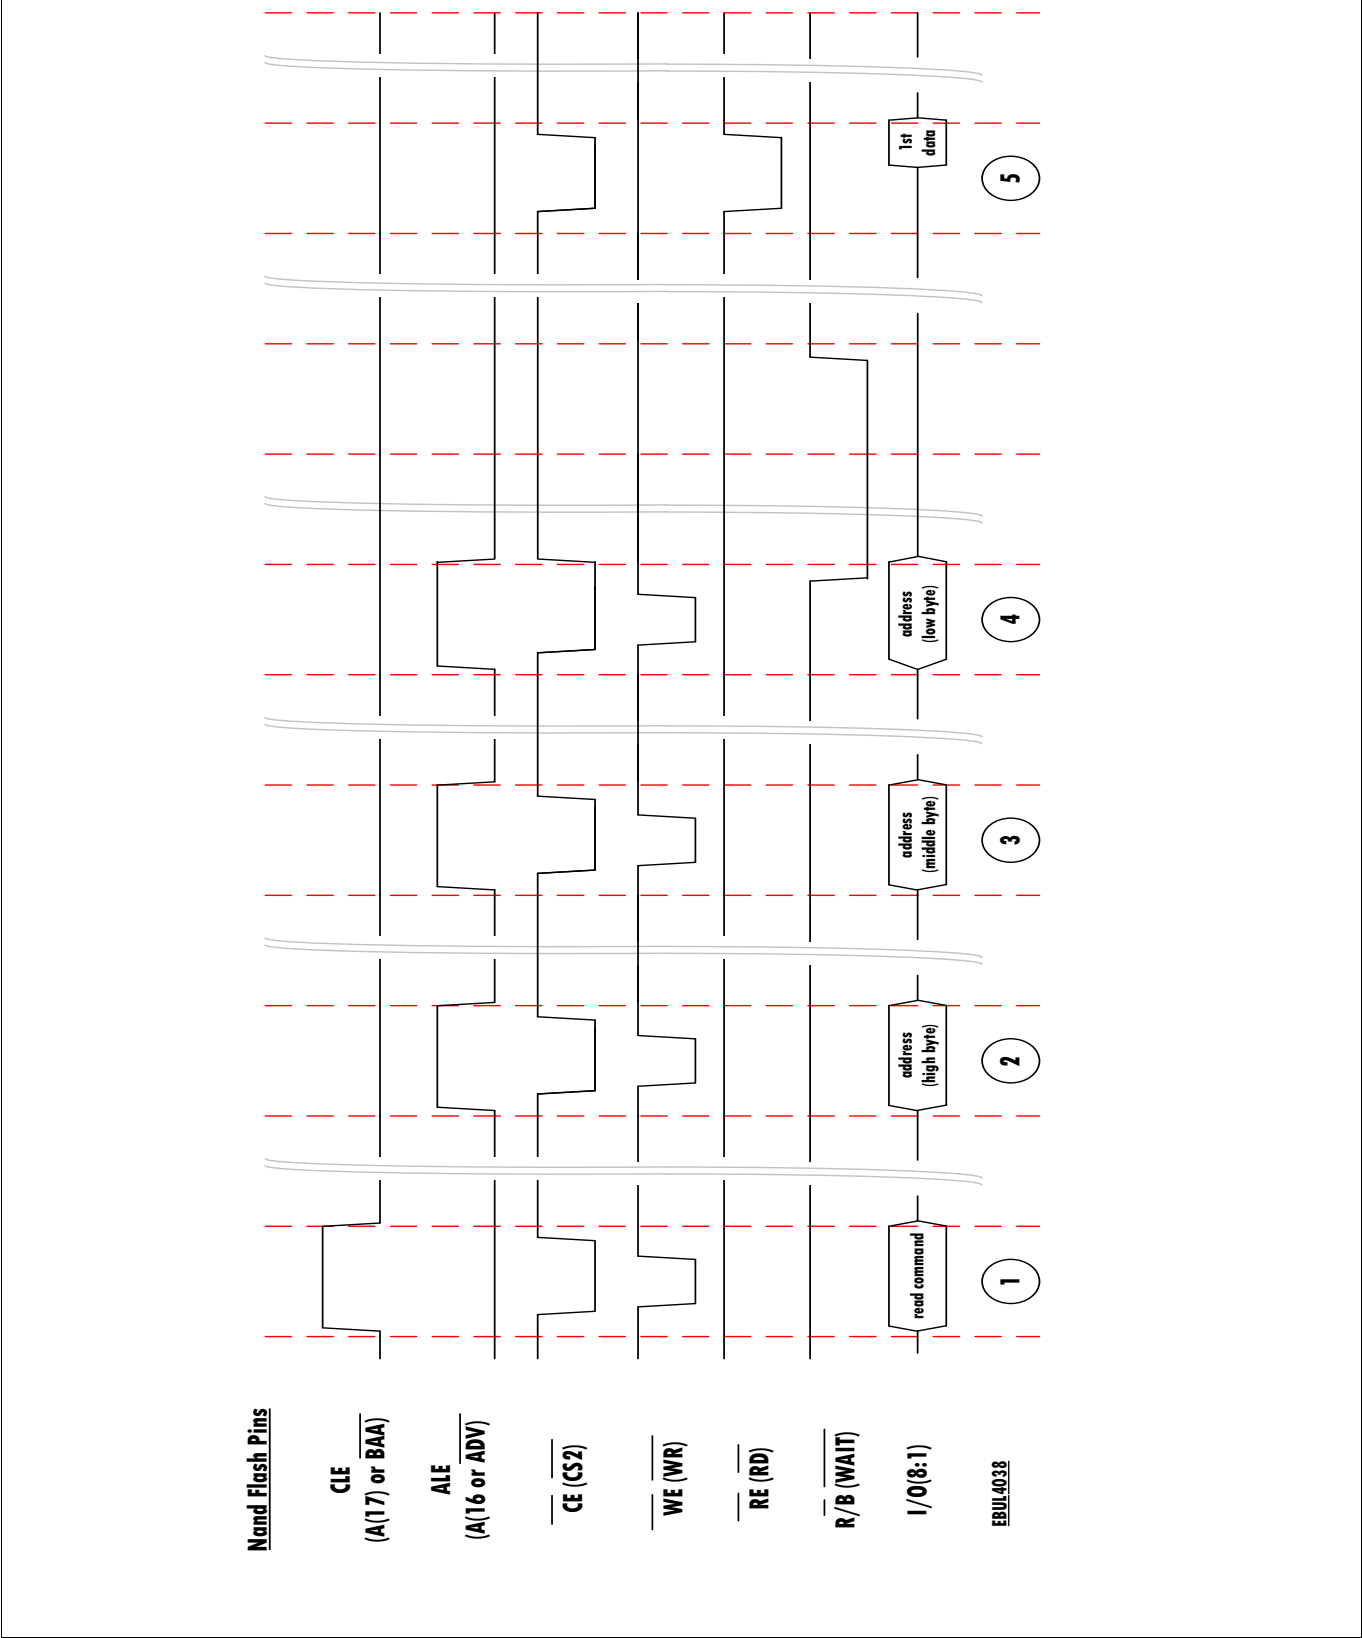 Nand Flash Pins
CLE
(A(17) or BAA)
ALE
(A(16 or ADV)
CE (CS2)
WE (WR)
RE (RD)
R/B (WAIT)
I/O(8:1)
read command
address
(high byte)
address
(middle byte)
address
(low byte)
1st
data
1
2
3
4
5
EBUL4038